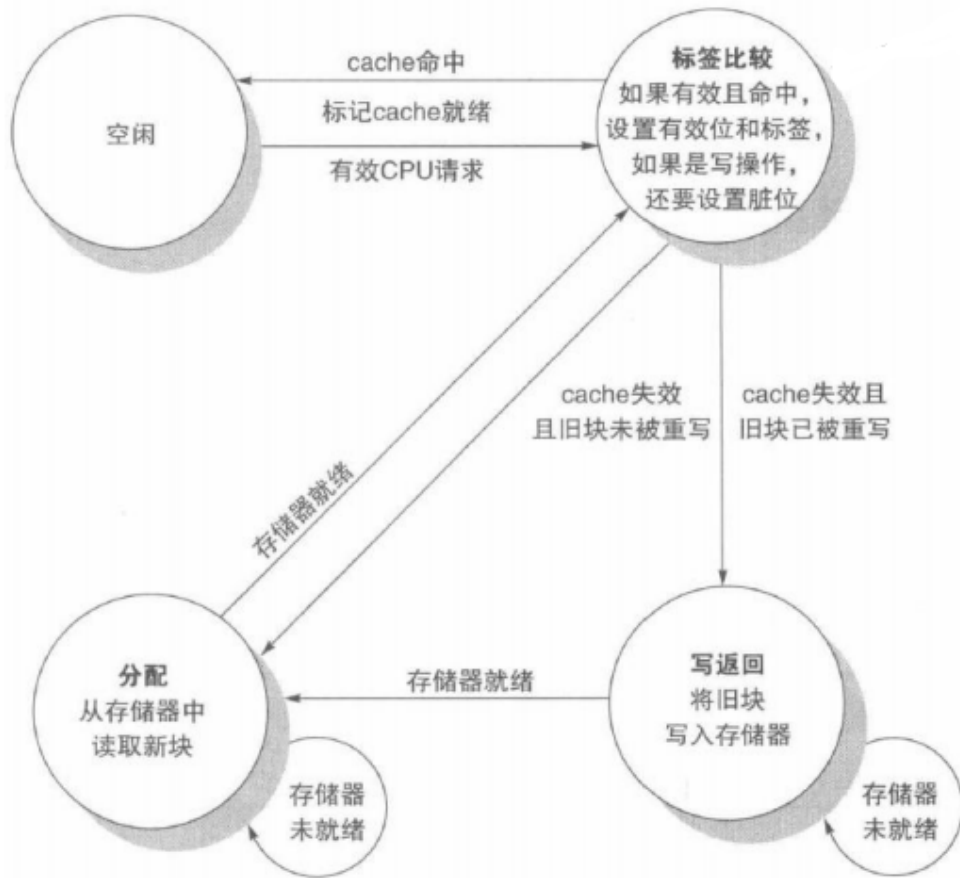 空闲
cache命中
标记cache就绪
有效CPU请求
标签比较
如果有效且命中，
设置有效位和标签，
如果是写操作，
还要设置脏位
cache失效
且旧块未被重写
cache失效且
旧块已被重写
存储器就绪
分配
从存储器中
读取新块
存储器
未就绪
存储器就绪
写返回
将旧块
写入存储器
存储器
未就绪